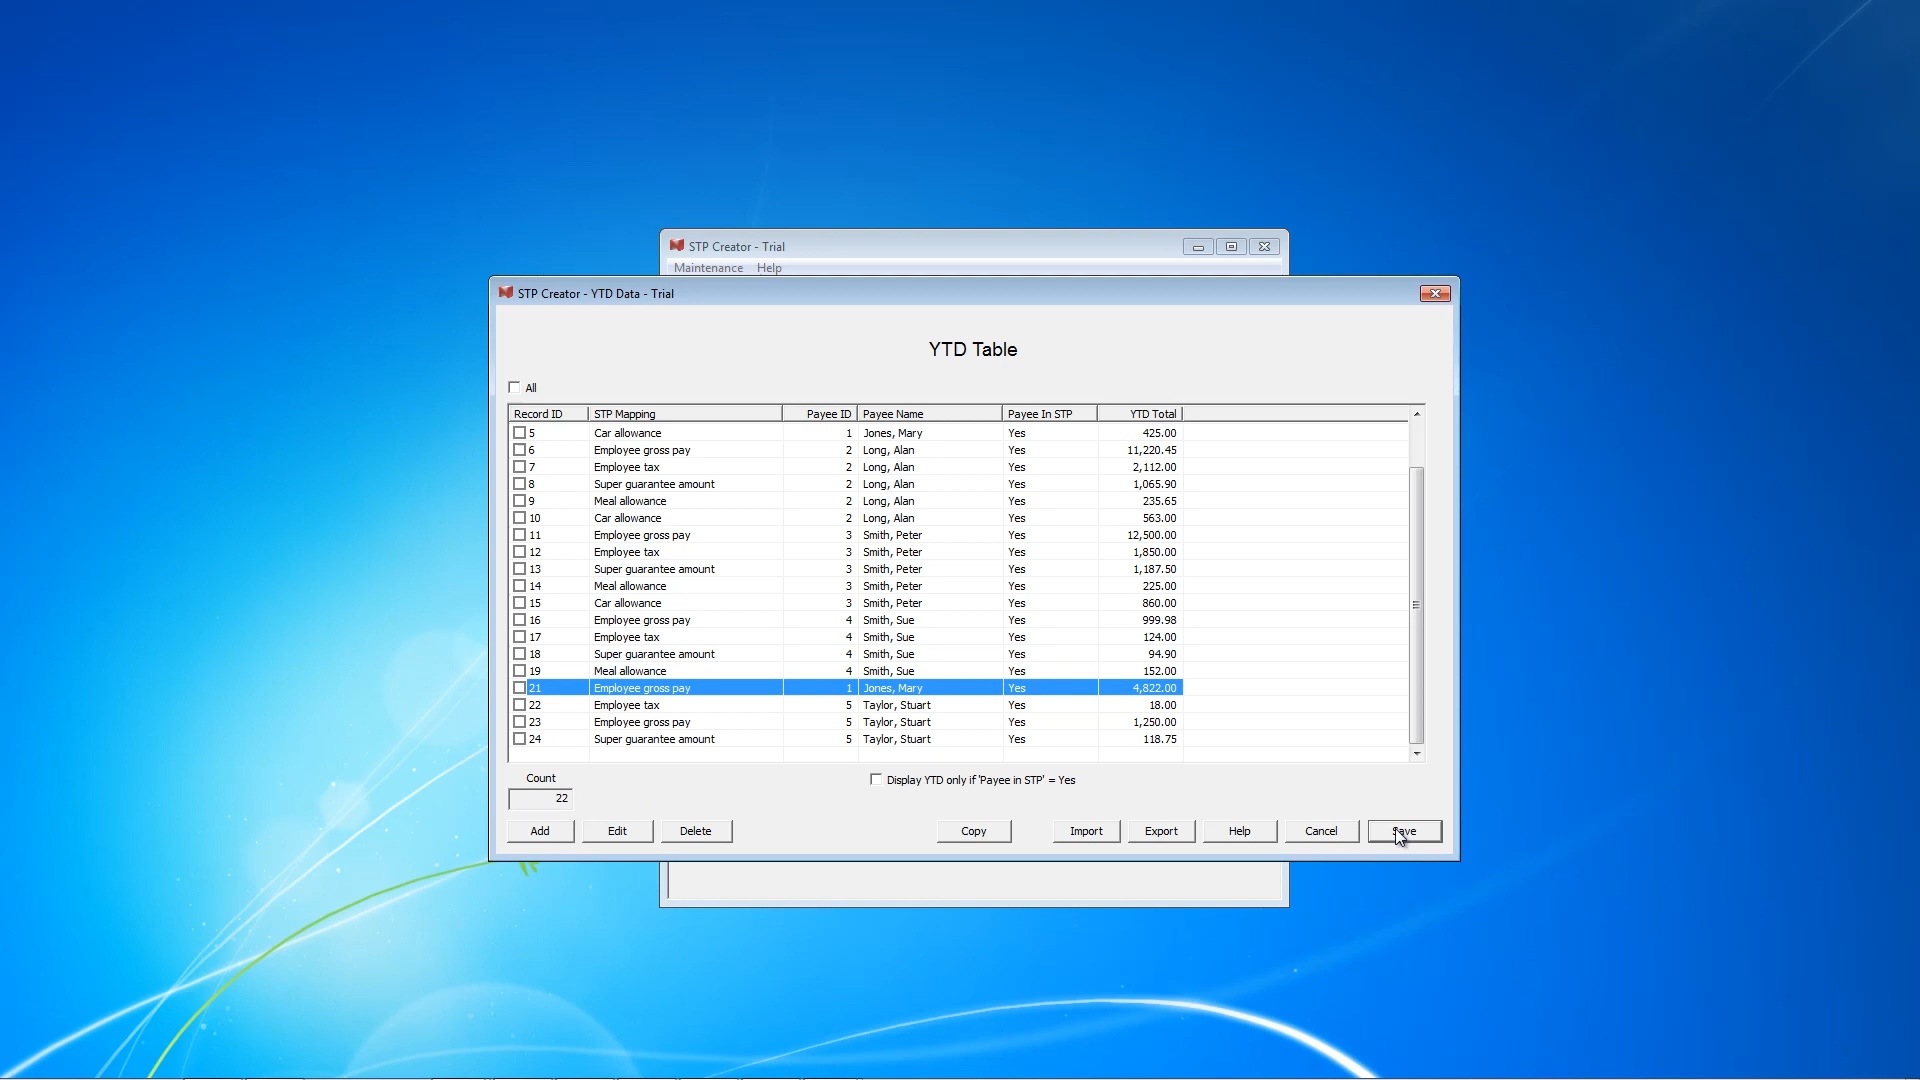 STP Creator - Trial
Maintenance Help
STP Creator - YTD Data - Trial
YTD Table
All
Record ID STP Mapping Payee ID Payee Name Payee In STP YTD Total
5 Car allowance 1 Jones, Mary Yes 425.00
6 Employee gross pay 2 Long, Alan Yes 11,220.45
7 Employee tax 2 Long, Alan Yes 2,112.00
8 Super guarantee amount 2 Long, Alan Yes 1,065.90
9 Meal allowance 2 Long, Alan Yes 235.65
10 Car allowance 2 Long, Alan Yes 563.00
11 Employee gross pay 3 Smith, Peter Yes 12,500.00
12 Employee tax 3 Smith, Peter Yes 1,850.00
13 Super guarantee amount 3 Smith, Peter Yes 1,187.50
14 Meal allowance 3 Smith, Peter Yes 225.00
15 Car allowance 3 Smith, Peter Yes 860.00
16 Employee gross pay 4 Smith, Sue Yes 999.98
17 Employee tax 4 Smith, Sue Yes 124.00
18 Super guarantee amount 4 Smith, Sue Yes 94.90
19 Meal allowance 4 Smith, Sue Yes 152.00
21 Employee gross pay 1 Jones, Mary Yes 4,822.00
22 Employee tax 5 Taylor, Stuart Yes 18.00
23 Employee gross pay 5 Taylor, Stuart Yes 1,250.00
24 Super guarantee amount 5 Taylor, Stuart Yes 118.75
Count
Display YTD only if 'Payee in STP' = Yes
22
Add Edit Delete Copy Import Export Help Cancel Save